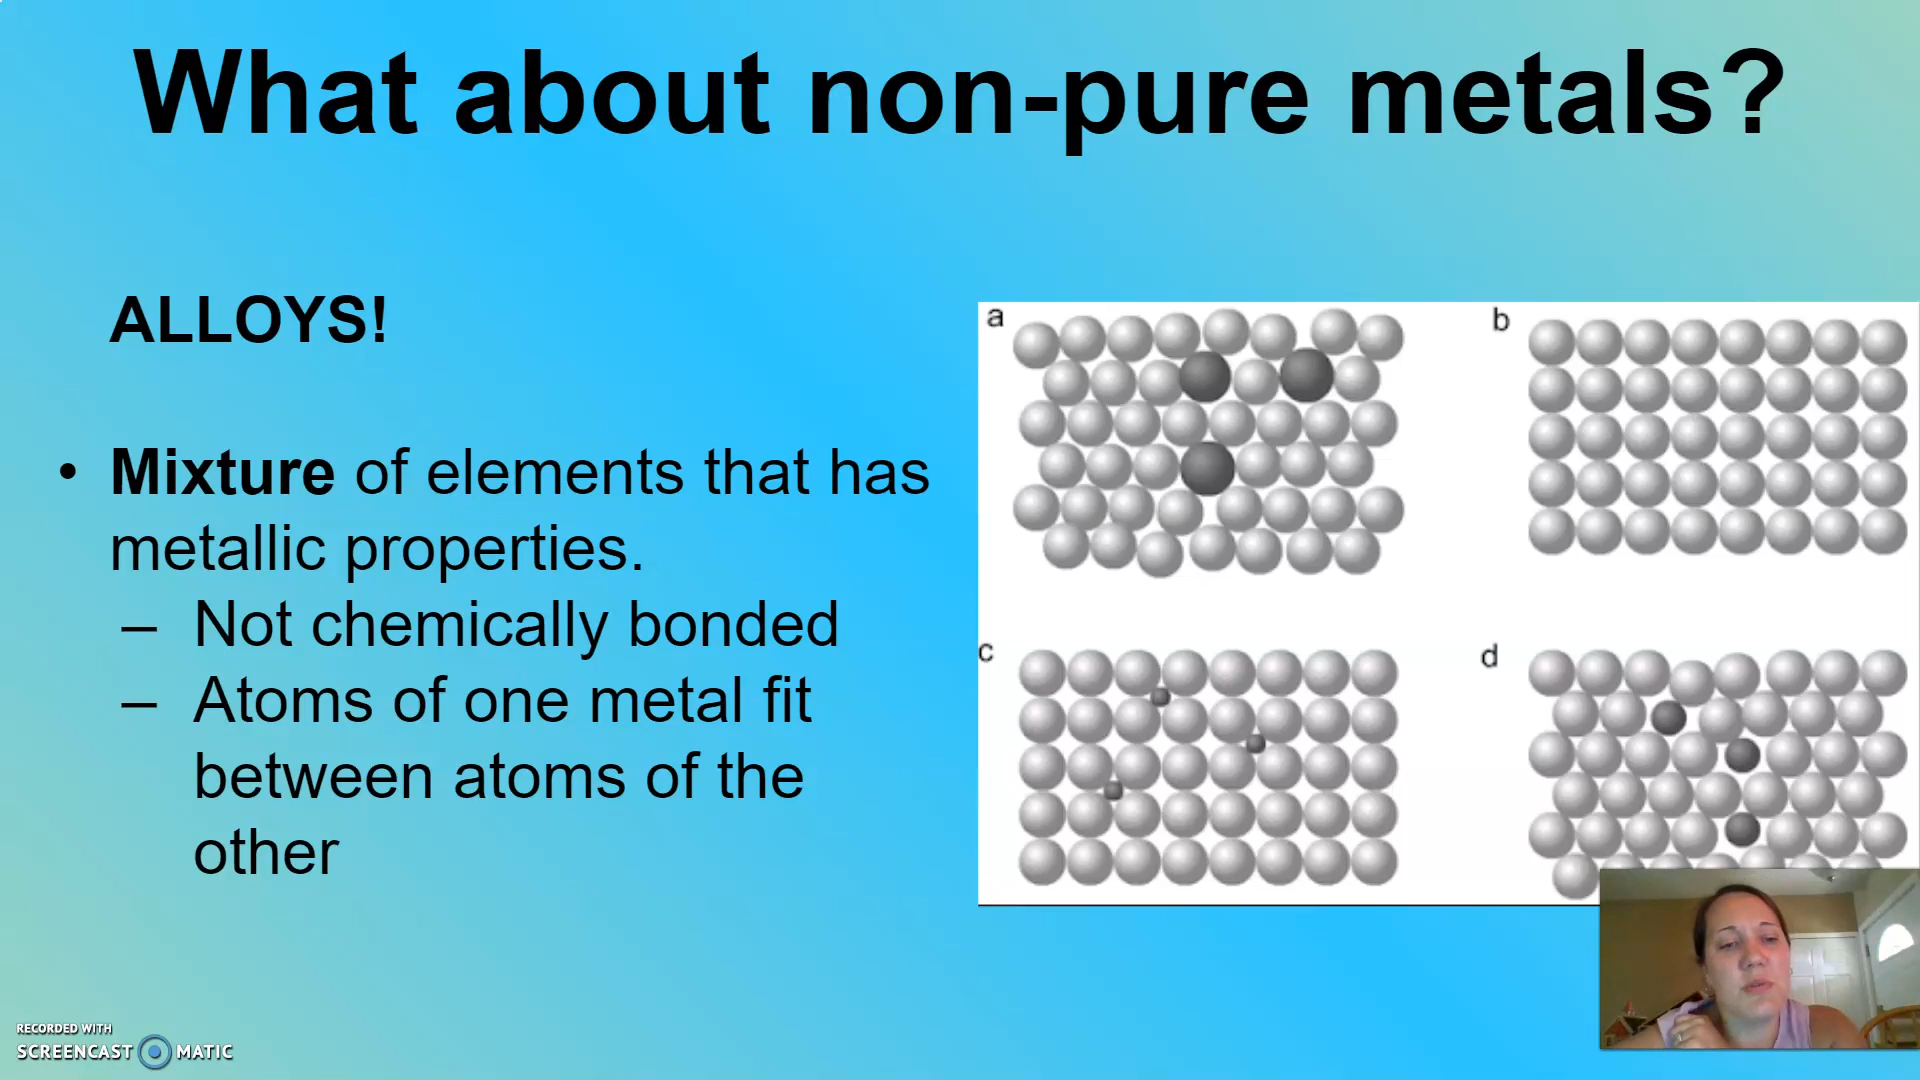 What about non-pure metals?
ALLOYS!
• Mixture of elements that has
metallic properties.
– Not chemically bonded
– Atoms of one metal fit
between atoms of the
other
a
b
c
d
RECORDED WITH
SCREENCAST MATIC